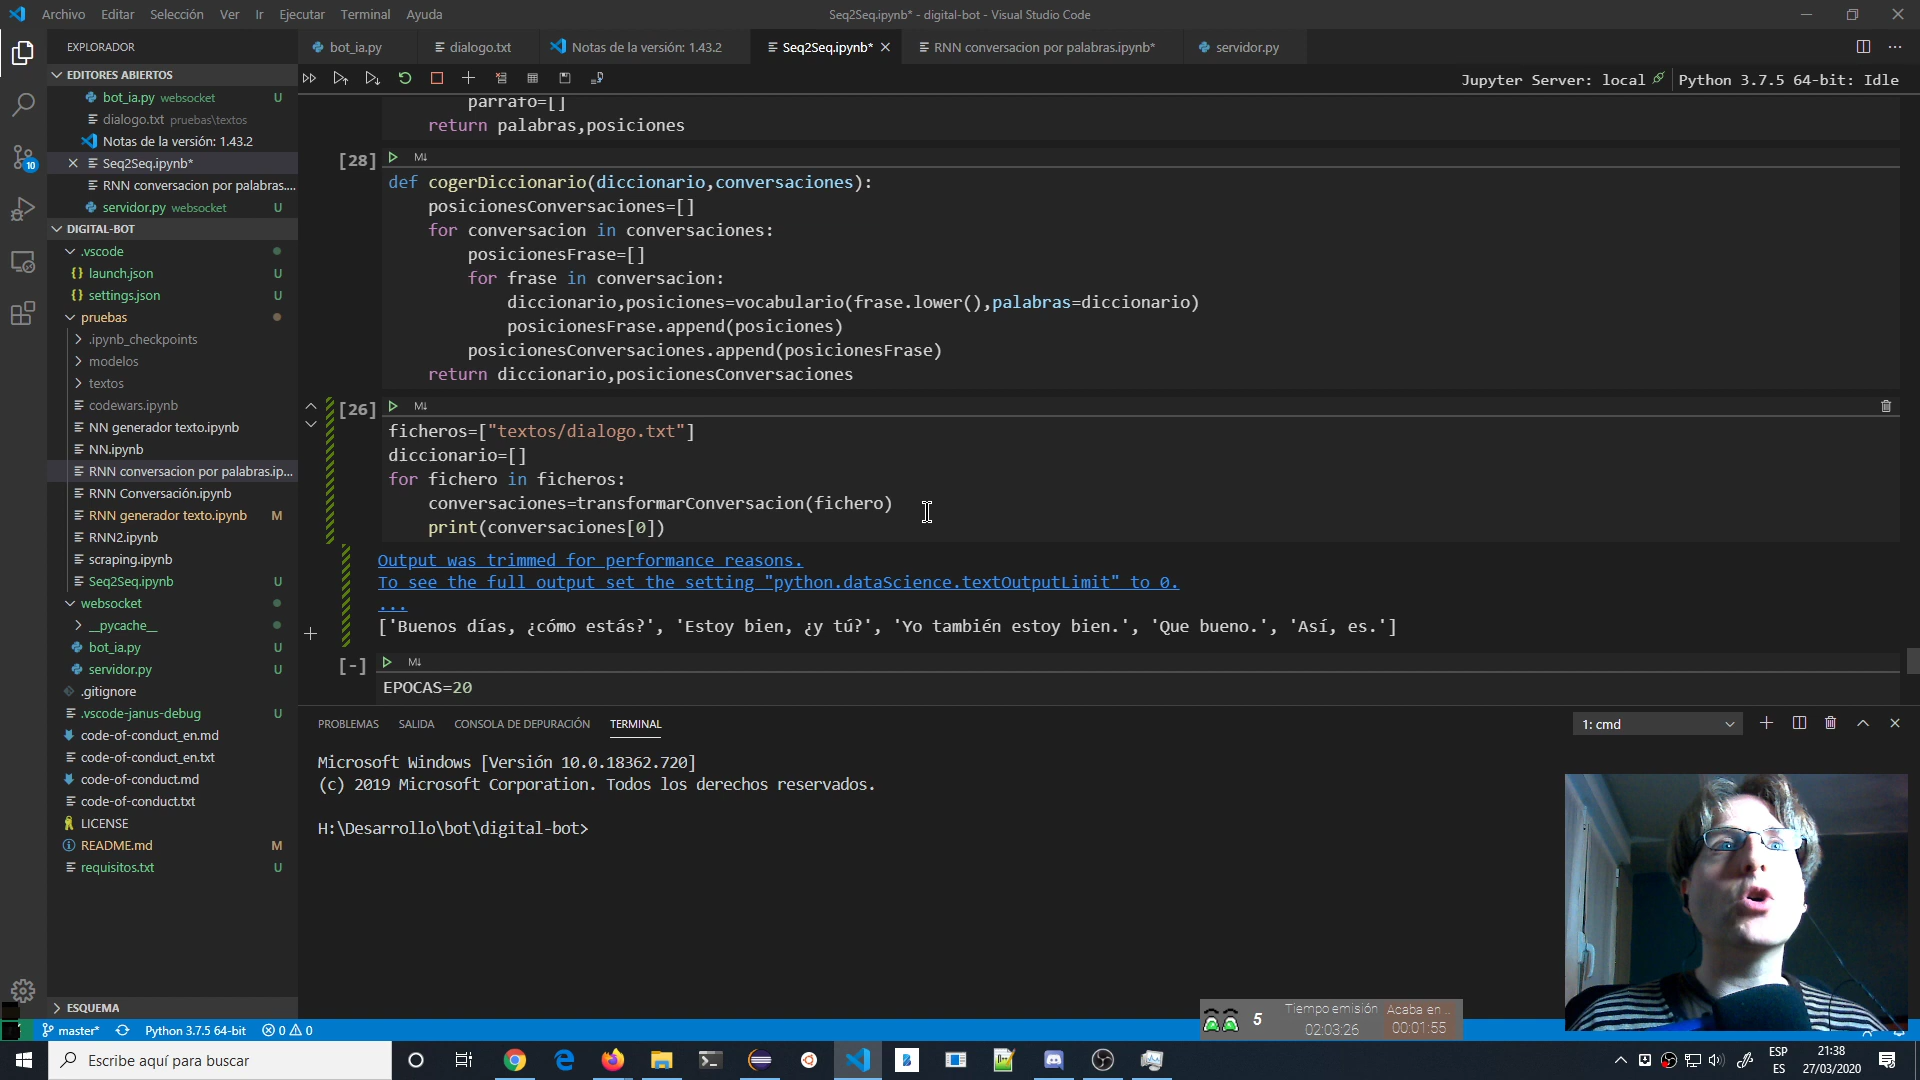 Archivo Editar Selección Ver Ir Ejecutar Terminal Ayuda
Seq2Seq.ipynb* - digital-bot - Visual Studio Code
EXPLORADOR
bot_ia.py
dialogo.txt
Notas de la versión: 1.43.2
Seq2Seq.ipynb*
RNN conversacion por palabras.ipynb*
servidor.py
EDITORES ABIERTOS
bot_ia.py websocket U
dialogo.txt pruebas\textos
Notas de la versión: 1.43.2
Seq2Seq.ipynb*
RNN conversacion por palabras....
servidor.py websocket U
DIGITAL-BOT
.vscode
launch.json U
settings.json U
pruebas
.ipynb_checkpoints
modelos
textos
codewars.ipynb
NN generador texto.ipynb
NN.ipynb
RNN conversacion por palabras.ip...
RNN Conversación.ipynb
RNN generador texto.ipynb M
RNN2.ipynb
scraping.ipynb
Seq2Seq.ipynb U
websocket
__pycache__
bot_ia.py U
servidor.py U
.gitignore
.vscode-janus-debug U
code-of-conduct_en.md
code-of-conduct_en.txt
code-of-conduct.md
code-of-conduct.txt
LICENSE
README.md M
requisitos.txt U
ESQUEMA
10
Jupyter Server: local
Python 3.7.5 64-bit: Idle
parrafo=[]
return palabras,posiciones
[28] M↓
def cogerDiccionario(diccionario,conversaciones):
posicionesConversaciones=[]
for conversacion in conversaciones:
posicionesFrase=[]
for frase in conversacion:
diccionario,posiciones=vocabulario(frase.lower(),palabras=diccionario)
posicionesFrase.append(posiciones)
posicionesConversaciones.append(posicionesFrase)
return diccionario,posicionesConversaciones
[26] M↓
ficheros=["textos/dialogo.txt"]
diccionario=[]
for fichero in ficheros:
conversaciones=transformarConversacion(fichero)
print(conversaciones[0])
Output was trimmed for performance reasons.
To see the full output set the setting "python.dataScience.textOutputLimit" to 0.
...
['Buenos días, ¿cómo estás?', 'Estoy bien, ¿y tú?', 'Yo también estoy bien.', 'Que bueno.', 'Así, es.']
[-] M↓
EPOCAS=20
PROBLEMAS SALIDA CONSOLA DE DEPURACIÓN TERMINAL
1: cmd
Microsoft Windows [Versión 10.0.18362.720]
(c) 2019 Microsoft Corporation. Todos los derechos reservados.
H:\Desarrollo\bot\digital-bot>
5
Tiempo emisión
02:03:26
Acaba en ..
00:01:55
master* Python 3.7.5 64-bit 0 0
Escribe aquí para buscar
ESP
ES
21:38
27/03/2020